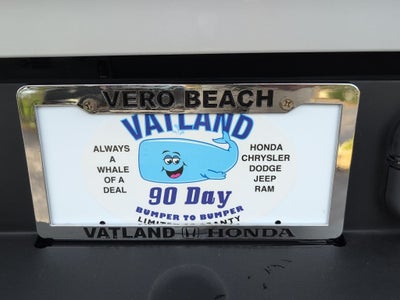 VERO BEACH
VATLAND
ALWAYS
A
WHALE
OF A
DEAL
HONDA
CHRYSLER
DODGE
JEEP
RAM
90 Day
BUMPER TO BUMPER
VATLAND HONDA